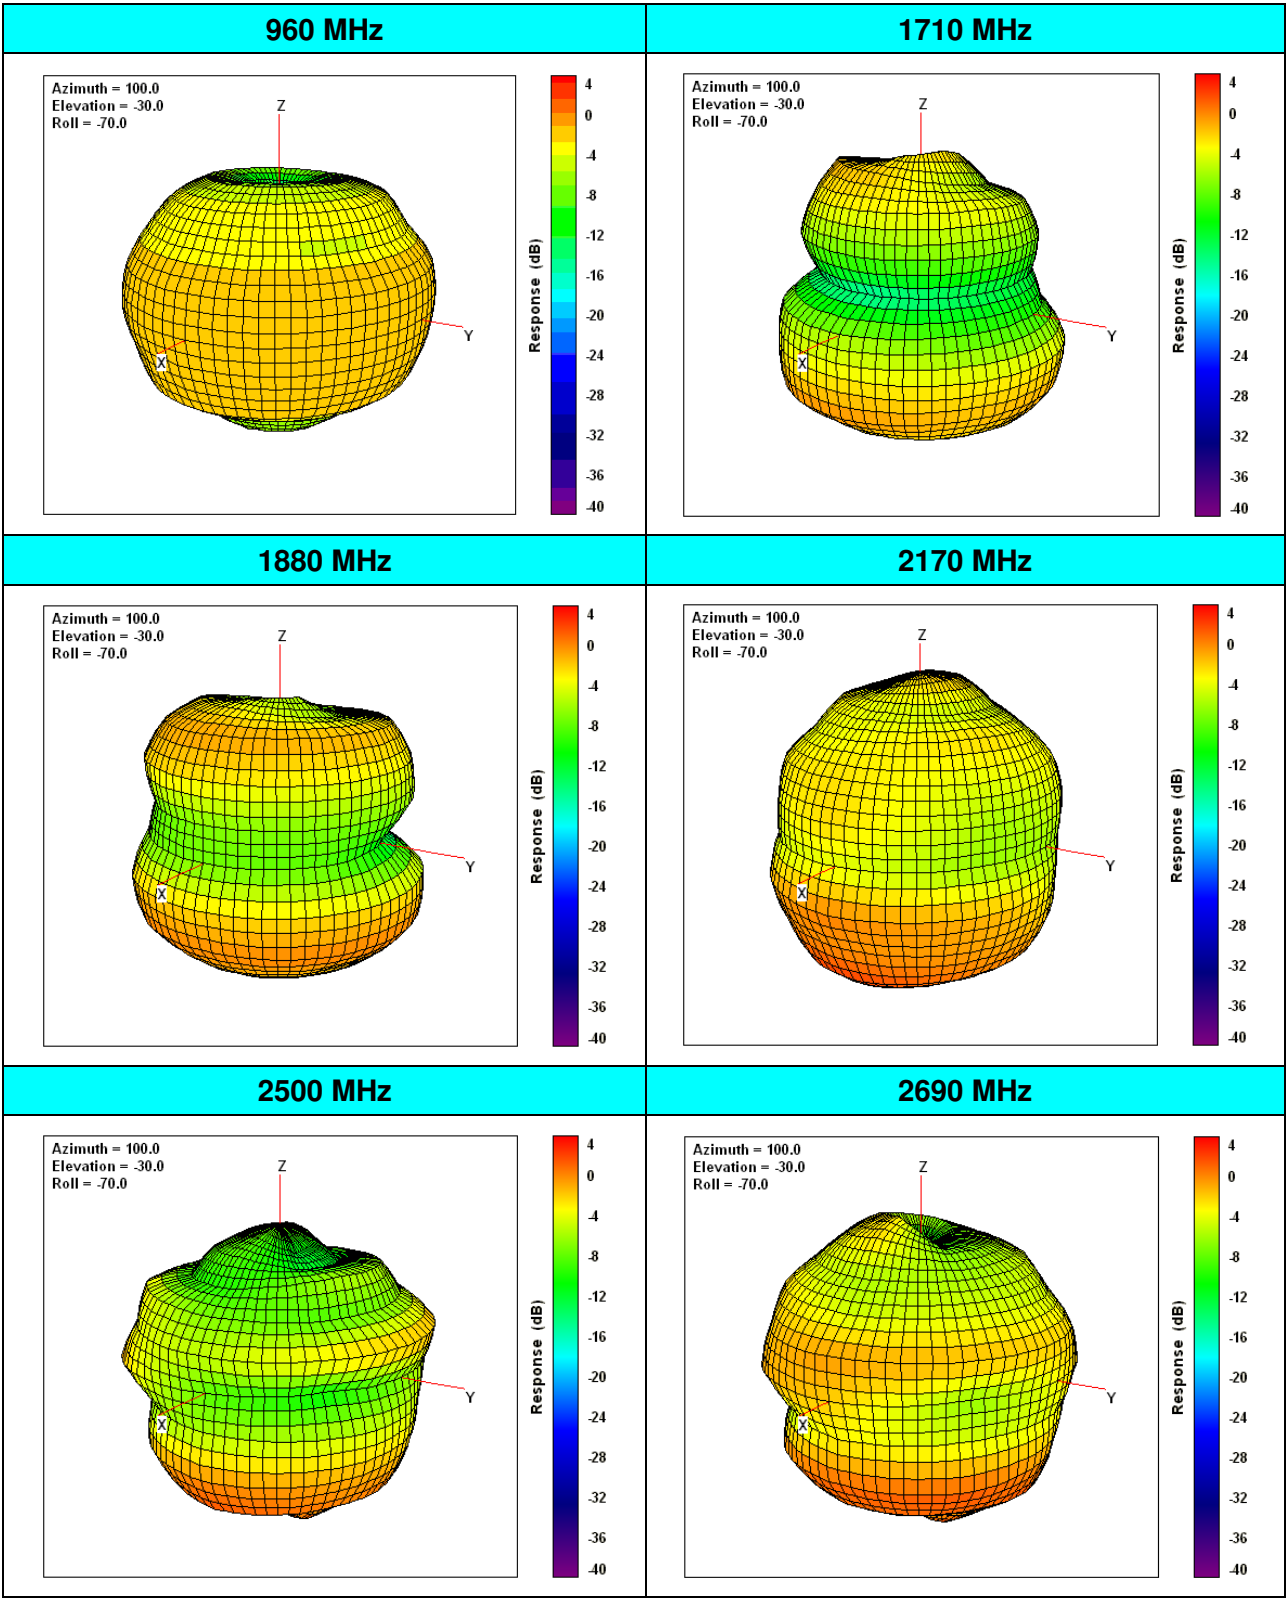 960 MHz
Azimuth = 100.0
Elevation = -30.0
Roll = -70.0
Z
X
Y
4
0
-4
-8
-12
-16
-20
-24
-28
-32
-36
-40
Response (dB)
1710 MHz
Azimuth = 100.0
Elevation = -30.0
Roll = -70.0
Z
X
Y
4
0
-4
-8
-12
-16
-20
-24
-28
-32
-36
-40
Response (dB)
1880 MHz
Azimuth = 100.0
Elevation = -30.0
Roll = -70.0
Z
X
Y
4
0
-4
-8
-12
-16
-20
-24
-28
-32
-36
-40
Response (dB)
2170 MHz
Azimuth = 100.0
Elevation = -30.0
Roll = -70.0
Z
X
Y
4
0
-4
-8
-12
-16
-20
-24
-28
-32
-36
-40
Response (dB)
2500 MHz
Azimuth = 100.0
Elevation = -30.0
Roll = -70.0
Z
X
Y
4
0
-4
-8
-12
-16
-20
-24
-28
-32
-36
-40
Response (dB)
2690 MHz
Azimuth = 100.0
Elevation = -30.0
Roll = -70.0
Z
X
Y
4
0
-4
-8
-12
-16
-20
-24
-28
-32
-36
-40
Response (dB)